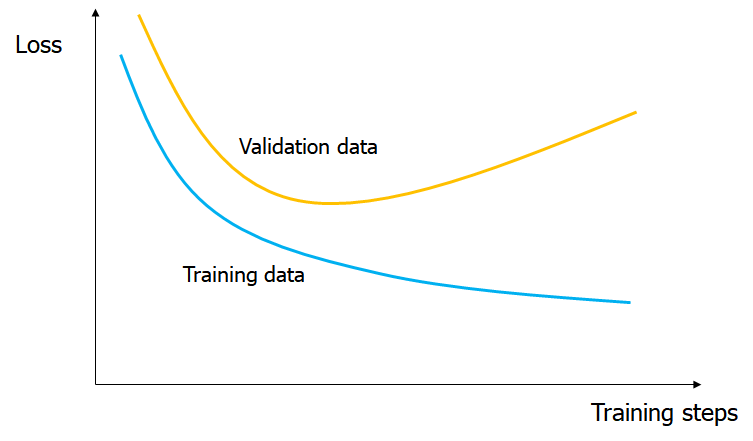 Loss
Validation data
Training data
Training steps